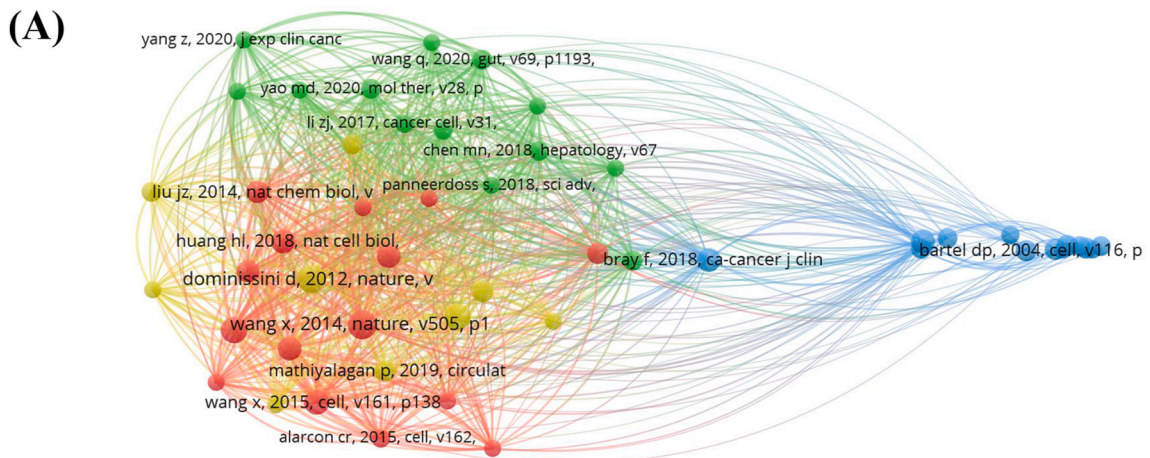 (A)
yang z, 2020, j exp clin canc
wang q, 2020, gut, v69, p1193,
yao md, 2020, mol ther, v28, p
li zj, 2017, cancer cell, v31,
chen mn, 2018, hepatology, v67
liu jz, 2014, nat chem biol, v
panneerdoss s, 2018, sci adv,
huang hl, 2018, nat cell biol,
bray f, 2018, ca-cancer j clin
bartel dp, 2004, cell, v116, p
dominissini d, 2012, nature, v
wang x, 2014, nature, v505, p1
mathiyalagan p, 2019, circulat
wang x, 2015, cell, v161, p138
alarcon cr, 2015, cell, v162,